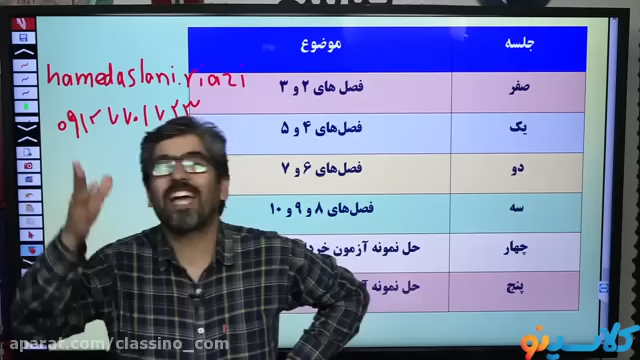 جلسه موضوع
صفر فصل های ۲ و ۳
یک فصل‌های ۴ و ۵
دو فصل‌های ۶ و ۷
سه فصل‌های ۸ و ۹ و ۱۰
چهار حل نمونه آزمون
پنج حل نمونه آزمون
hamedaslani.riazi
کلاسینو
aparat.com/classino_com